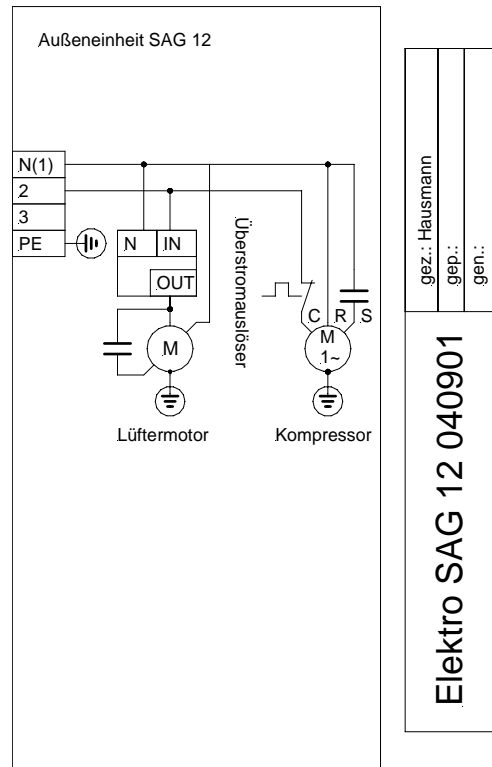 Außeneinheit SAG 12
N(1)
2
3
PE
N IN
OUT
Überstromauslöser
C R S
M
M
1~
Lüftermotor
Kompressor
gez.: Hausmann
gep.:
gen.:
Elektro SAG 12 040901